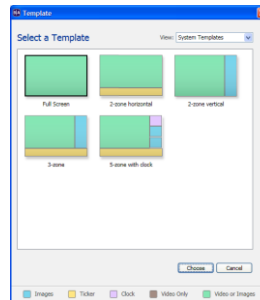 Template
Select a Template
View: System Templates
Full Screen
2-zone horizontal
2-zone vertical
3-zone
5-zone with clock
Choose
Cancel
Images
Ticker
Clock
Video Only
Video or Images